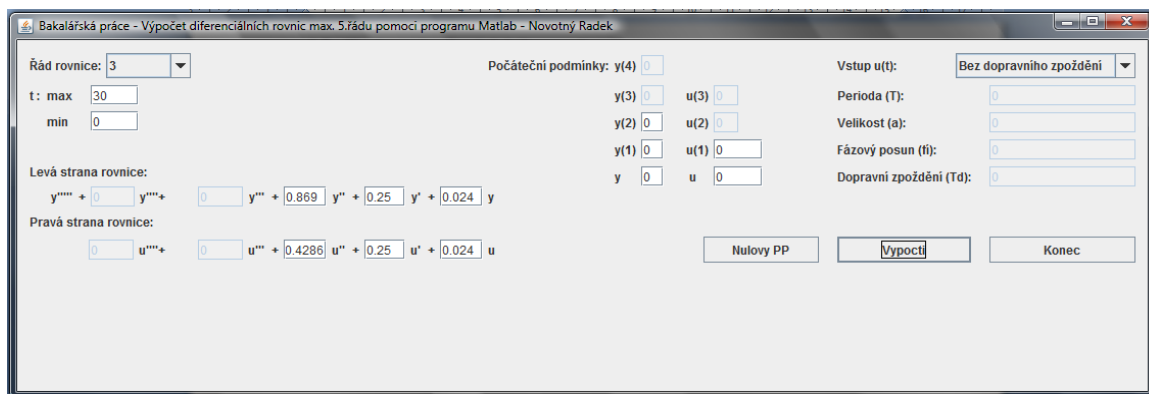 Bakalářská práce - Výpočet diferenciálních rovnic max. 5.řádu pomoci programu Matlab - Novotný Radek
Řád rovnice: 3 Počáteční podmínky: y(4) 0 Vstup u(t): Bez dopravního zpoždění
t: max 30 y(3) 0 u(3) 0 Perioda (T): 0
min 0 y(2) 0 u(2) 0 Velikost (a): 0
y(1) 0 u(1) 0 Fázový posun (fi): 0
Levá strana rovnice: y 0 u 0 Dopravní zpoždění (Td): 0
y''''' + 0 y''''+ 0 y''' + 0.869 y'' + 0.25 y' + 0.024 y
Pravá strana rovnice:
0 u''''+ 0 u''' + 0.4286 u'' + 0.25 u' + 0.024 u
Nulovy PP Vypocti Konec